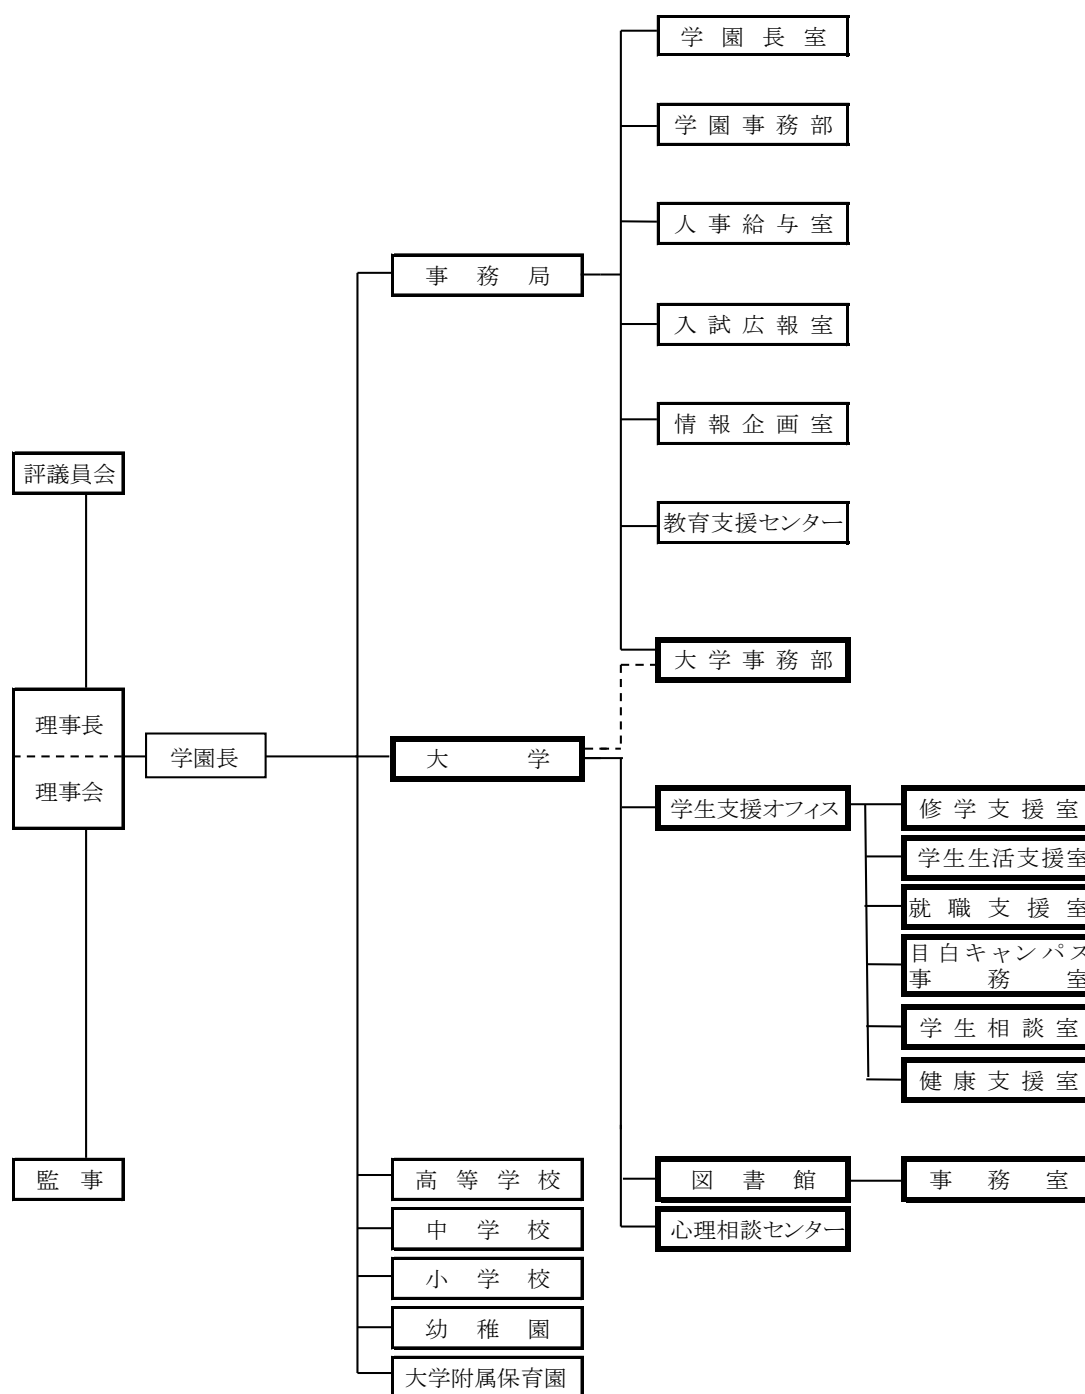 学園長室
学園事務部
人事給与室
事務局
入試広報室
情報企画室
評議員会
教育支援センター
大学事務部
理事長
学園長
大学
理事会
学生支援オフィス
修学支援室
学生生活支援室
就職支援室
目白キャンパス
事務室
学生相談室
健康支援室
監事
高等学校
図書館
事務室
中学校
心理相談センター
小学校
幼稚園
大学附属保育園